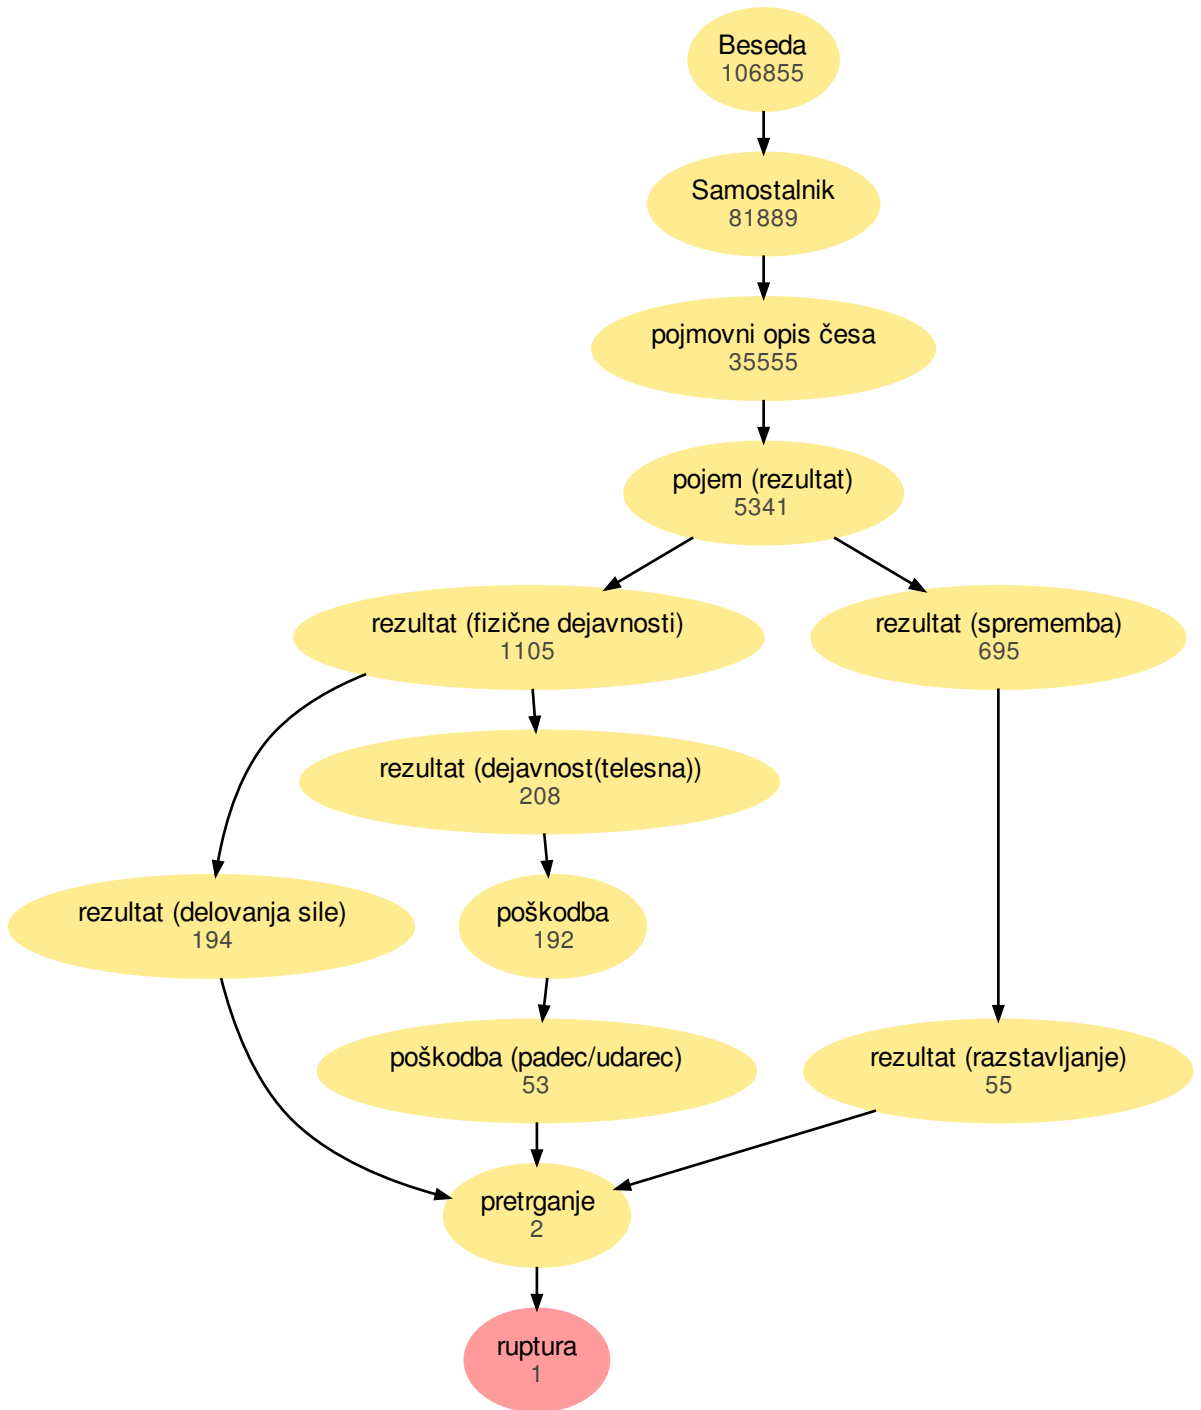 Beseda
106855
Samostalnik
81889
pojmovni opis česa
35555
pojem (rezultat)
5341
rezultat (fizične dejavnosti)
1105
rezultat (sprememba)
695
rezultat (dejavnost(telesna))
208
rezultat (delovanja sile)
194
poškodba
192
poškodba (padec/udarec)
53
rezultat (razstavljanje)
55
pretrganje
2
ruptura
1